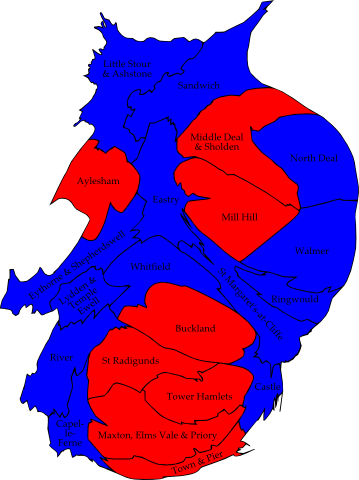 Little Stour
& Ashstone
Sandwich
Middle Deal
& Sholden
North Deal
Aylesham
Eastry
Mill Hill
Walmer
Eythorne & Shepherdswell
Whitfield
St Margaret's-at-Cliffe
Ringwould
Lydden &
Temple
Ewell
Buckland
River
St Radigunds
Castle
Tower Hamlets
Capel-
le-
Ferne
Maxton, Elms Vale & Priory
Town & Pier